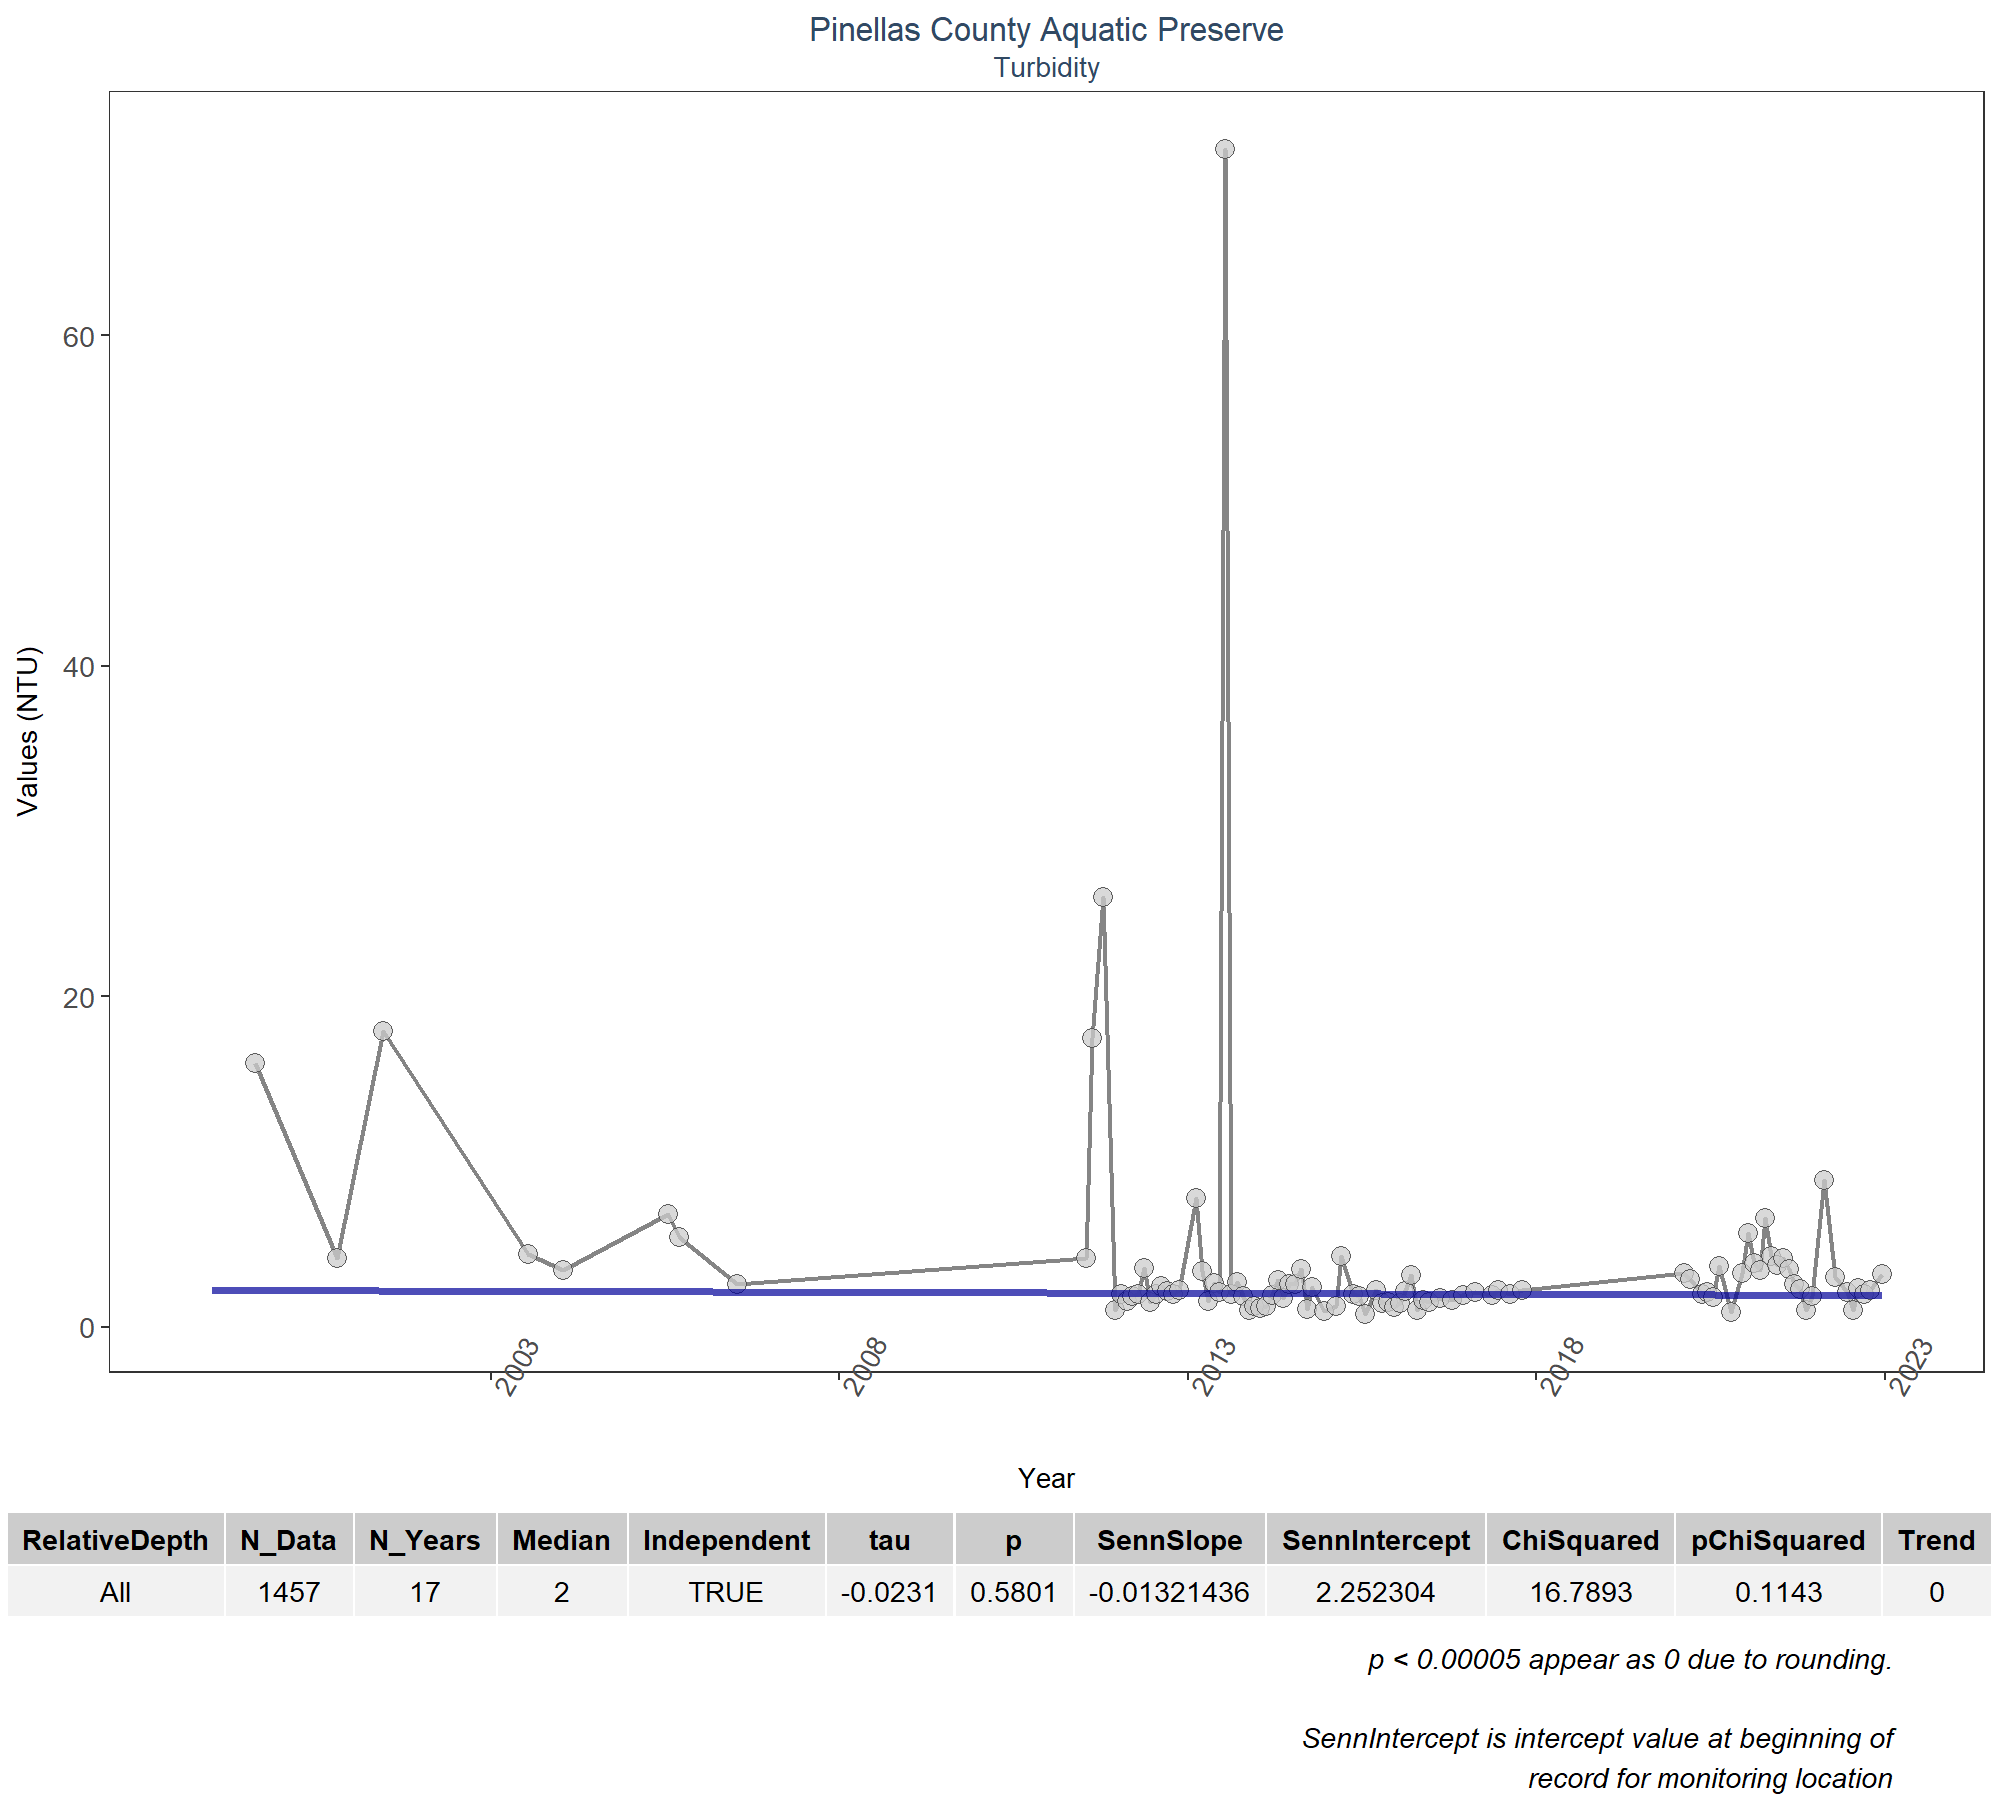 Pinellas County Aquatic Preserve
Turbidity
Values (NTU)
60
40
20
0
2003 2008 2013 2018 2023
Year
RelativeDepth N_Data N_Years Median Independent tau p SennSlope SennIntercept ChiSquared pChiSquared Trend
All 1457 17 2 TRUE -0.0231 0.5801 -0.01321436 2.252304 16.7893 0.1143 0
p < 0.00005 appear as 0 due to rounding.
SennIntercept is intercept value at beginning of
record for monitoring location